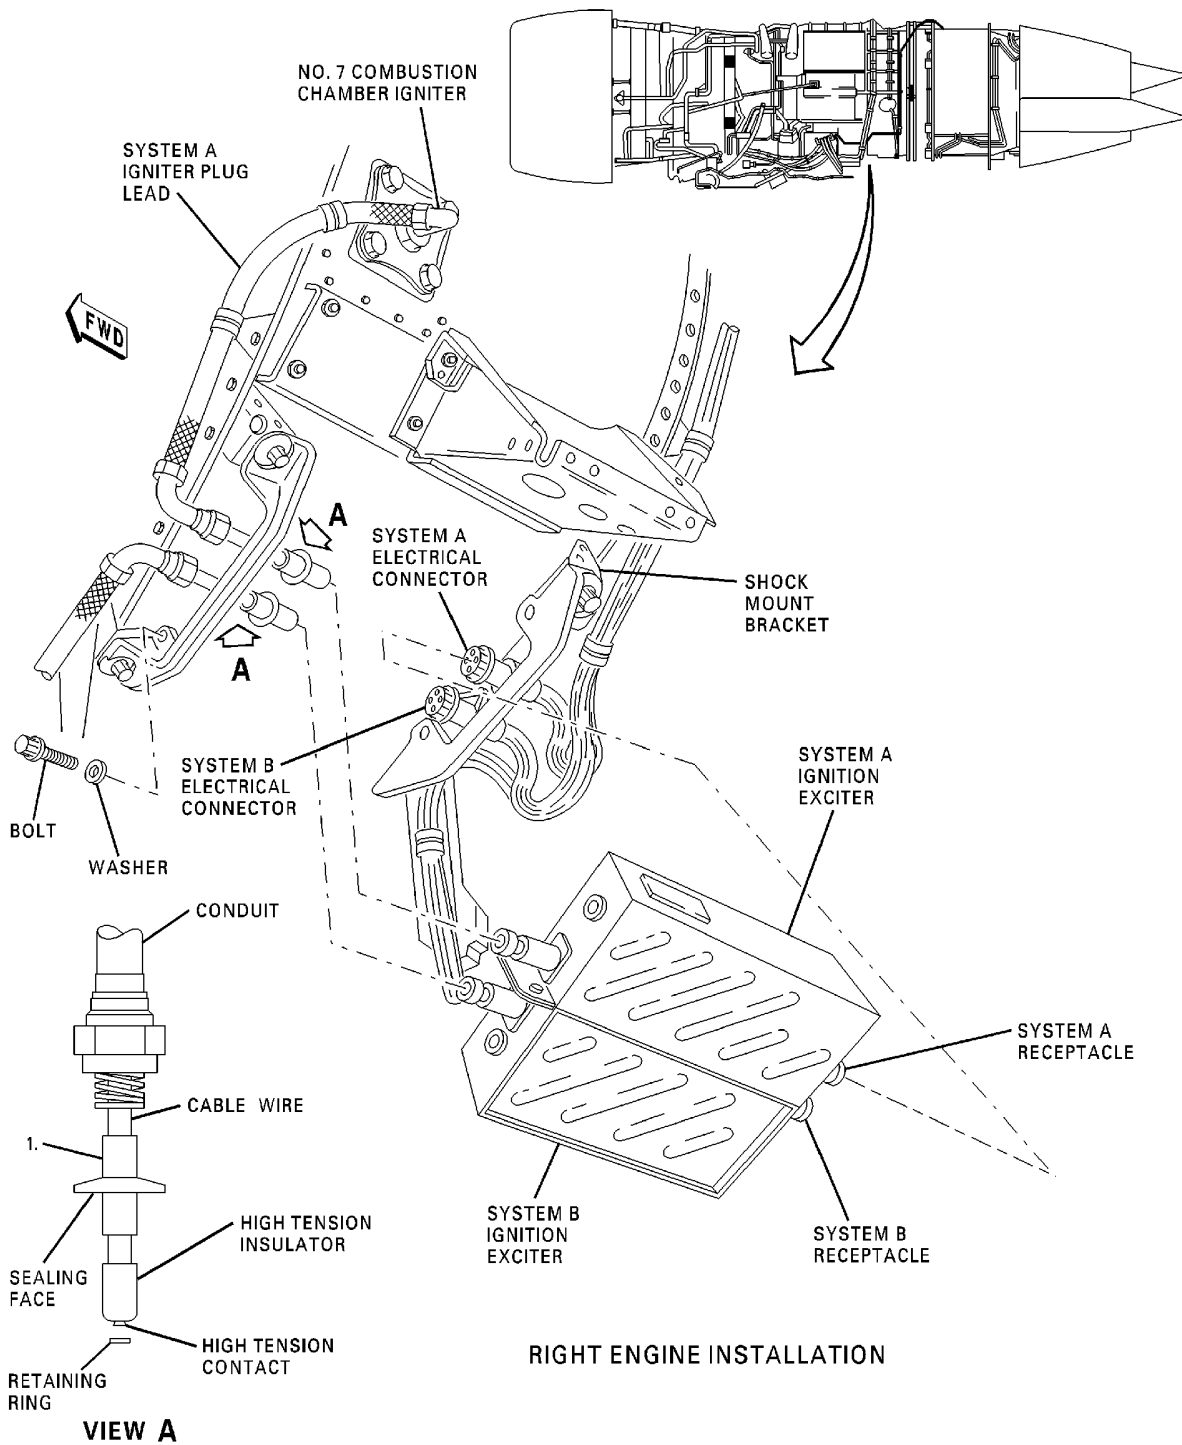 NO. 7 COMBUSTION
CHAMBER IGNITER
SYSTEM A
IGNITER PLUG
LEAD
FWD
A
SYSTEM A
ELECTRICAL
CONNECTOR
SHOCK
MOUNT
BRACKET
A
SYSTEM B
ELECTRICAL
CONNECTOR
SYSTEM A
IGNITION
EXCITER
BOLT
WASHER
CONDUIT
SYSTEM A
RECEPTACLE
CABLE WIRE
1.
HIGH TENSION
INSULATOR
SYSTEM B
IGNITION
EXCITER
SYSTEM B
RECEPTACLE
SEALING
FACE
HIGH TENSION
CONTACT
RETAINING
RING
RIGHT ENGINE INSTALLATION
VIEW A